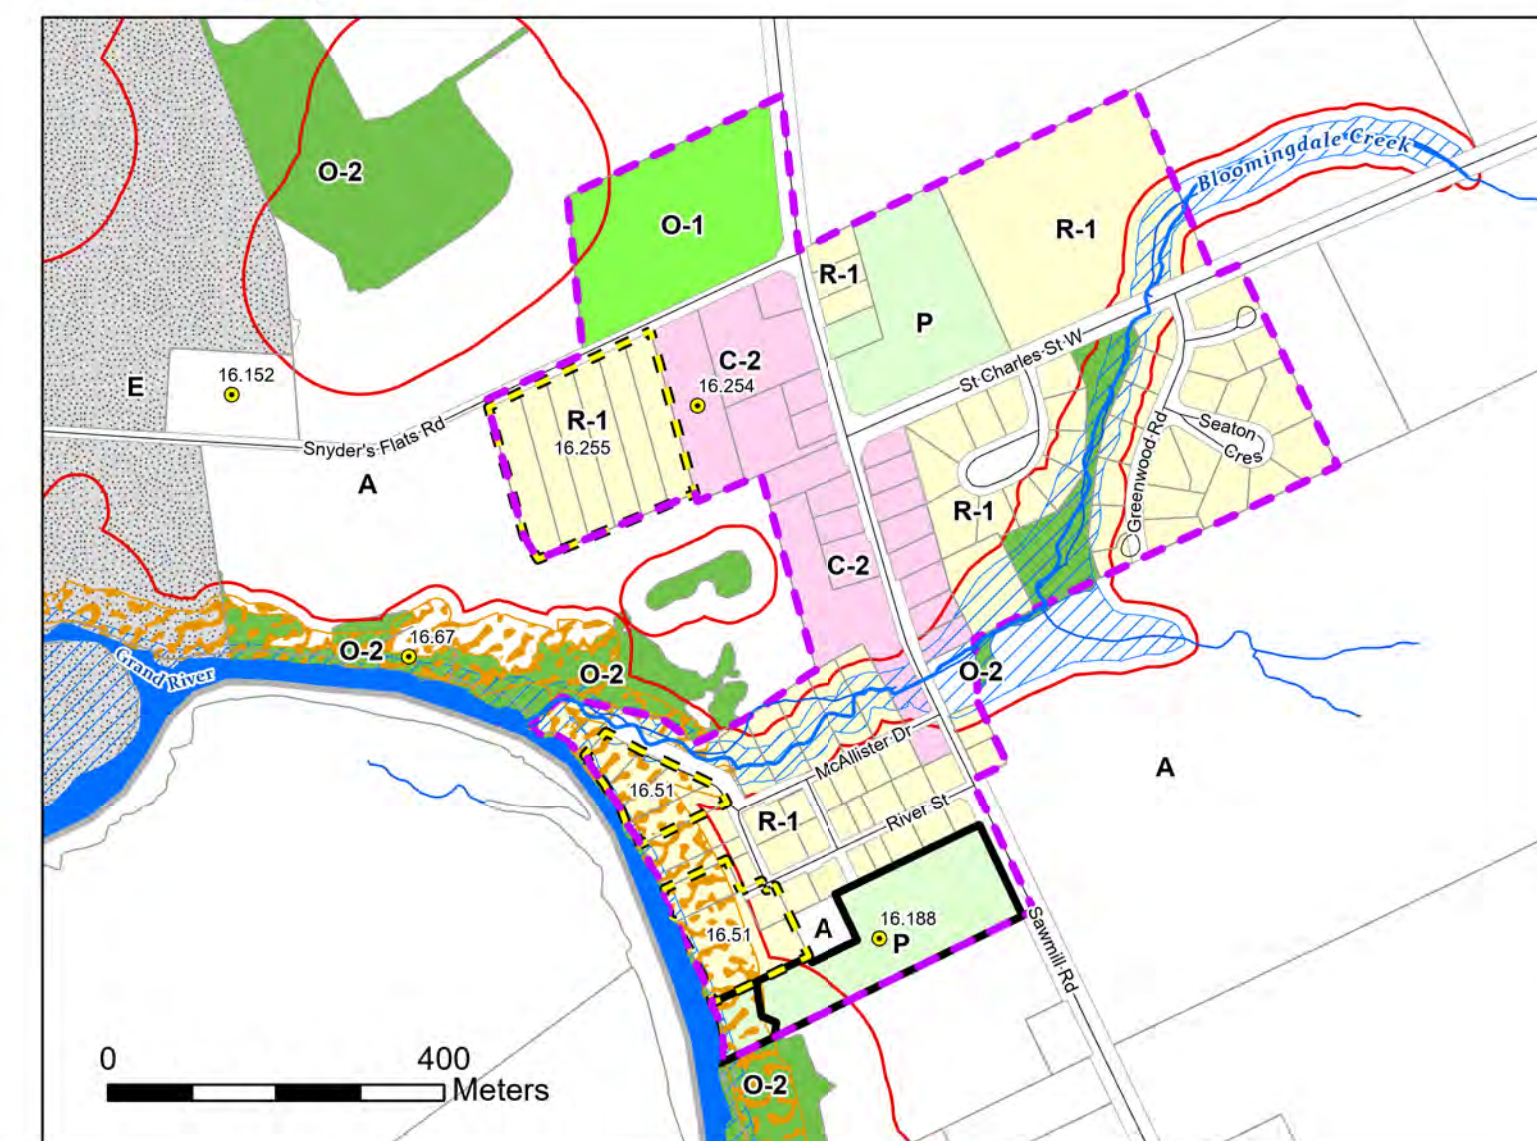 Bloomingdale Creek
O-2
O-1
R-1
R-1
P
C-2
16.254
St Charles St W
16.152
E
R-1
16.255
Snyder's Flats Rd
A
Seaton
Cres
Greenwood Rd
R-1
C-2
16.67
O-2
O-2
O-2
Grand River
McAllister Dr
A
16.51
R-1
River St
16.188
16.51
A
P
Sawmill Rd
O-2
0
400
Meters